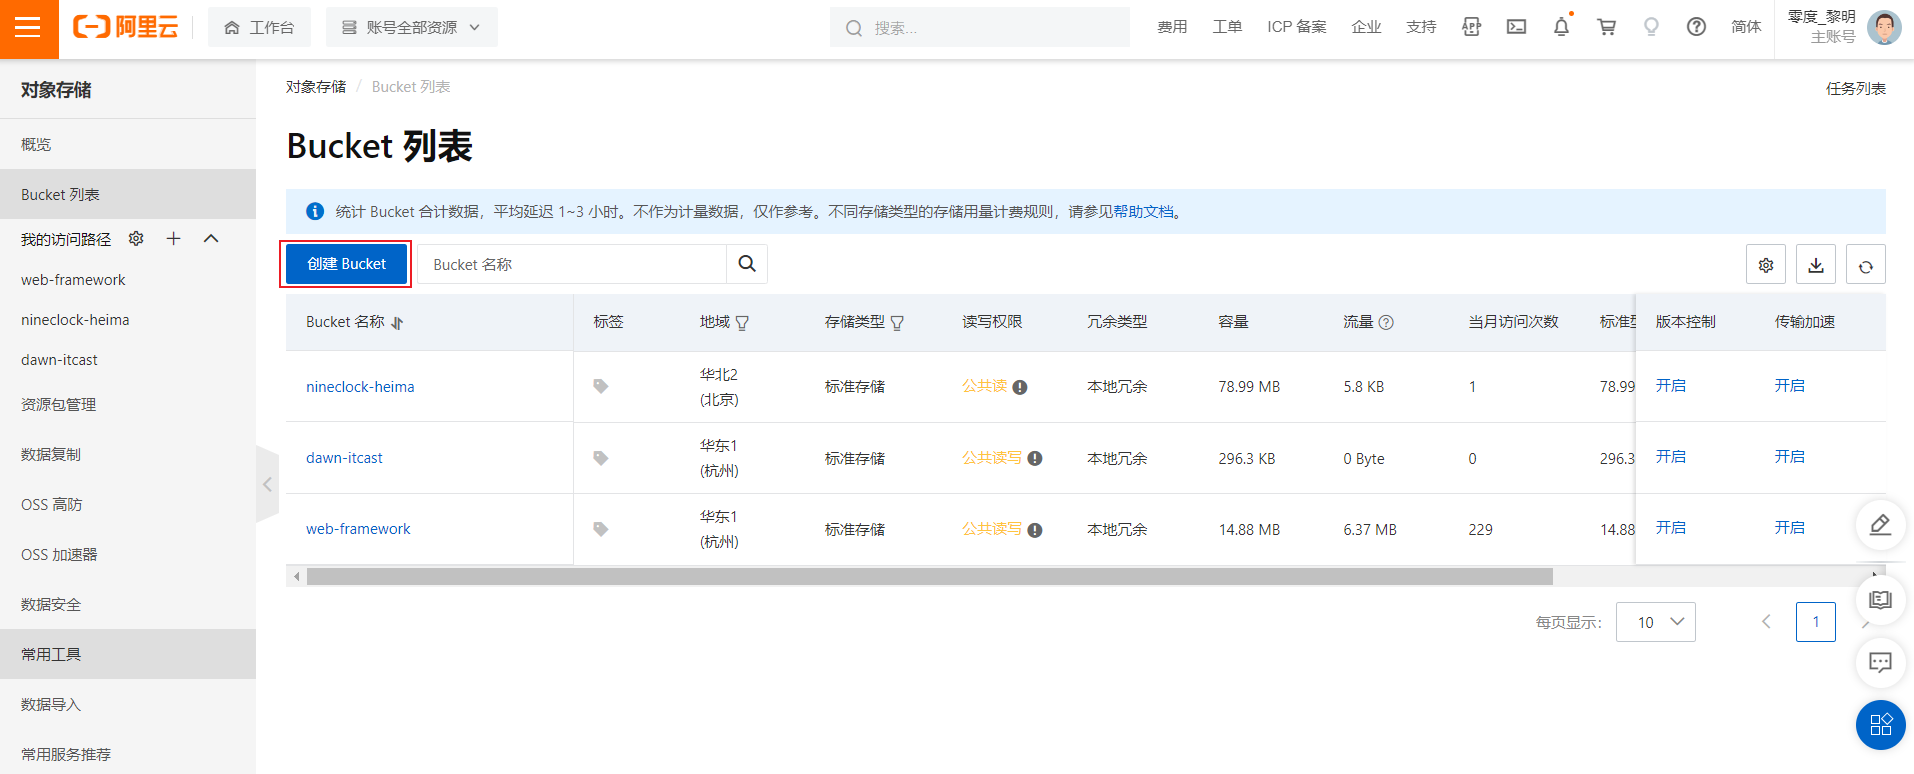 阿里云
工作台
账号全部资源
搜索...
费用
工单
ICP 备案
企业
支持
APP
简体
零度_黎明
主账号
对象存储
概览
Bucket 列表
我的访问路径
web-framework
nineclock-heima
dawn-itcast
资源包管理
数据复制
OSS 高防
OSS 加速器
数据安全
常用工具
数据导入
常用服务推荐
对象存储 / Bucket 列表
任务列表
Bucket 列表
统计 Bucket 合计数据，平均延迟 1~3 小时。不作为计量数据，仅作参考。不同存储类型的存储用量计费规则，请参见帮助文档。
创建 Bucket
Bucket 名称
Bucket 名称 标签 地域 存储类型 读写权限 冗余类型 容量 流量 当月访问次数 标准型 版本控制 传输加速
nineclock-heima 华北2 (北京) 标准存储 公共读 本地冗余 78.99 MB 5.8 KB 1 78.99 开启 开启
dawn-itcast 华东1 (杭州) 标准存储 公共读写 本地冗余 296.3 KB 0 Byte 0 296.3 开启 开启
web-framework 华东1 (杭州) 标准存储 公共读写 本地冗余 14.88 MB 6.37 MB 229 14.88 开启 开启
每页显示： 10 1